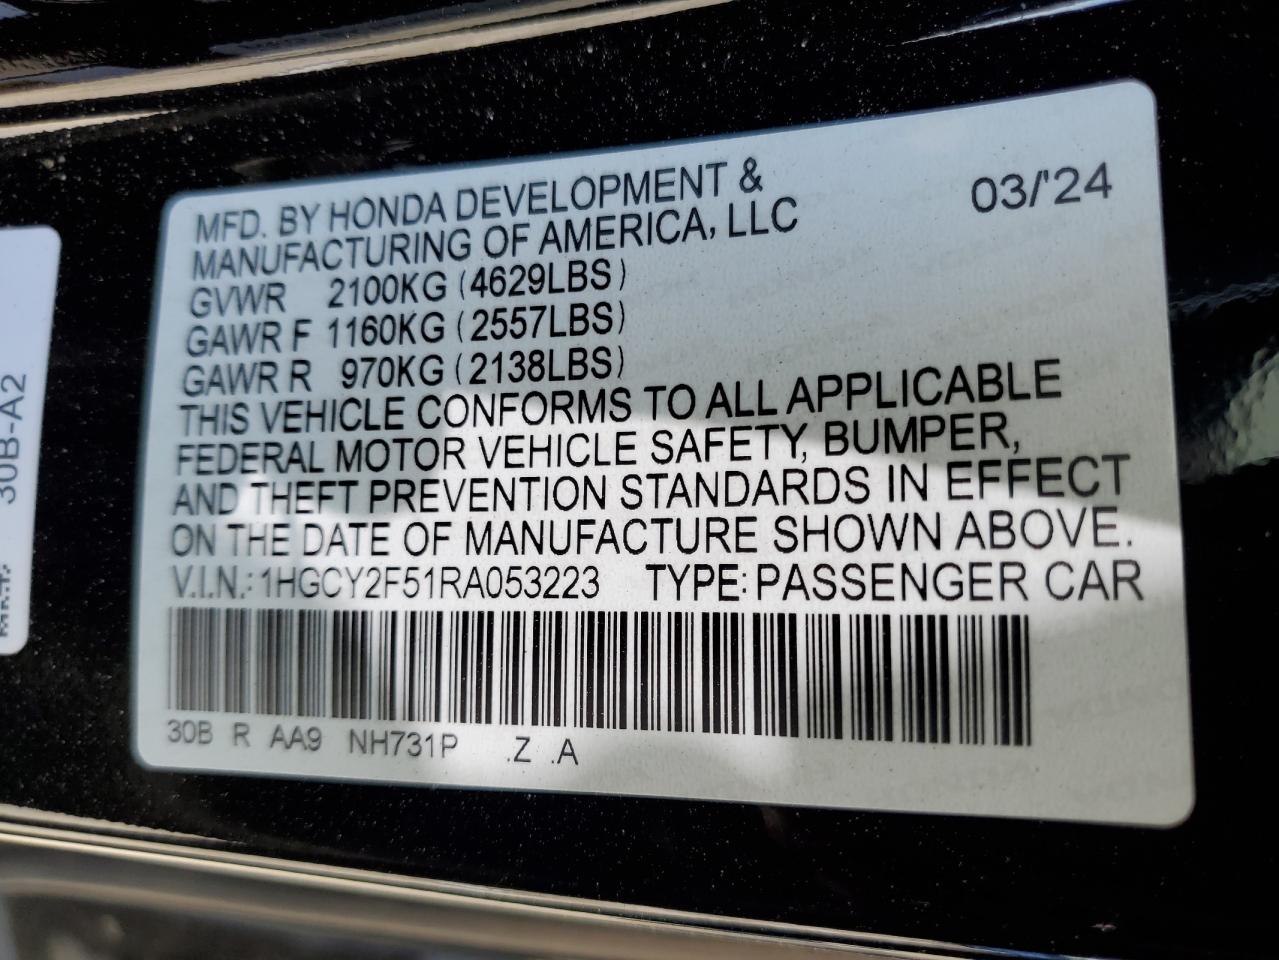 MFD. BY HONDA DEVELOPMENT &
MANUFACTURING OF AMERICA, LLC
03/'24
GVWR 2100KG (4629LBS)
GAWR F 1160KG (2557LBS)
GAWR R 970KG (2138LBS)
THIS VEHICLE CONFORMS TO ALL APPLICABLE
FEDERAL MOTOR VEHICLE SAFETY, BUMPER,
AND THEFT PREVENTION STANDARDS IN EFFECT
ON THE DATE OF MANUFACTURE SHOWN ABOVE.
V.I.N.: 1HGCY2F51RA053223 TYPE: PASSENGER CAR
30B R AA9 NH731P .Z .A
30B-A2